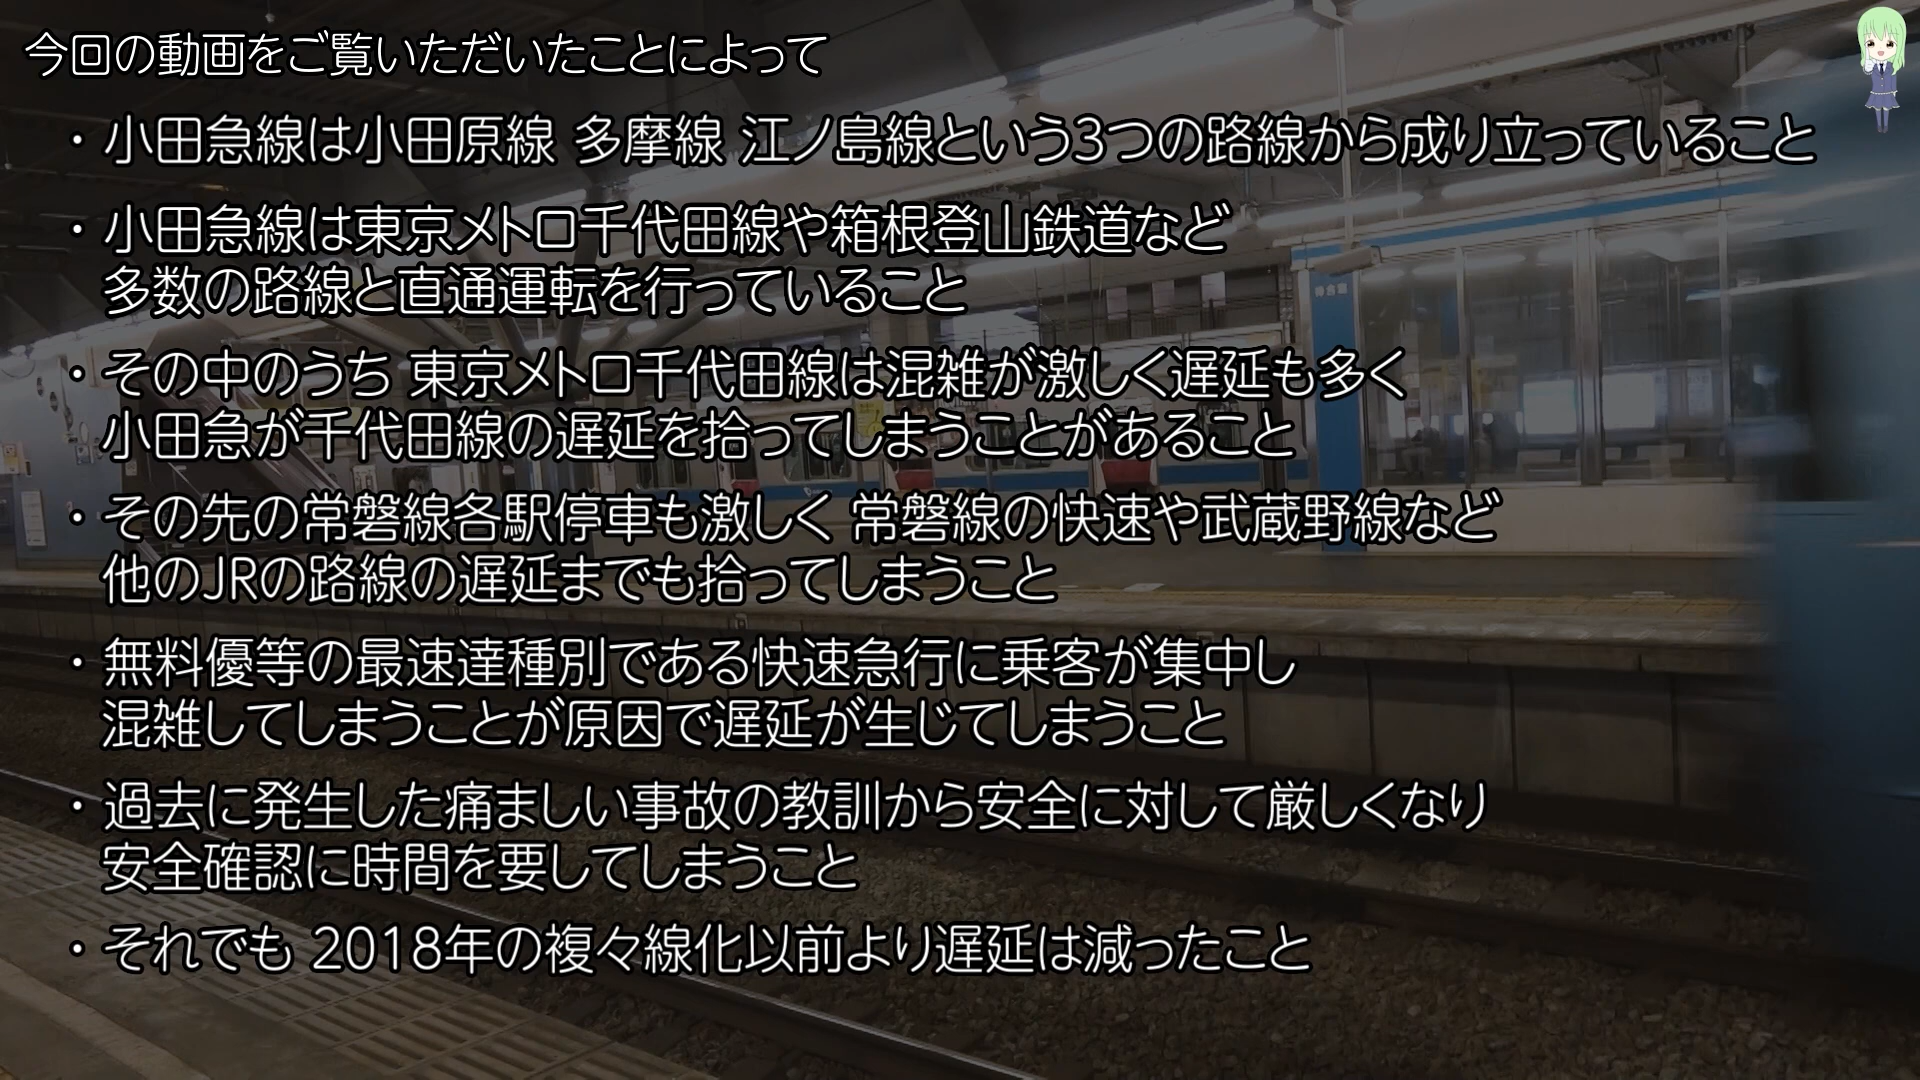 今回の動画をご覧いただいたことによって
・小田急線は小田原線 多摩線 江ノ島線という3つの路線から成り立っていること
・小田急線は東京メトロ千代田線や箱根登山鉄道など
多数の路線と直通運転を行っていること
・その中のうち 東京メトロ千代田線は混雑が激しく遅延も多く
小田急が千代田線の遅延を拾ってしまうことがあること
・その先の常磐線各駅停車も激しく 常磐線の快速や武蔵野線など
他のJRの路線の遅延までも拾ってしまうこと
・無料優等の最速達種別である快速急行に乗客が集中し
混雑してしまうことが原因で遅延が生じてしまうこと
・過去に発生した痛ましい事故の教訓から安全に対して厳しくなり
安全確認に時間を要してしまうこと
・それでも 2018年の複々線化以前より遅延は減ったこと
待合室